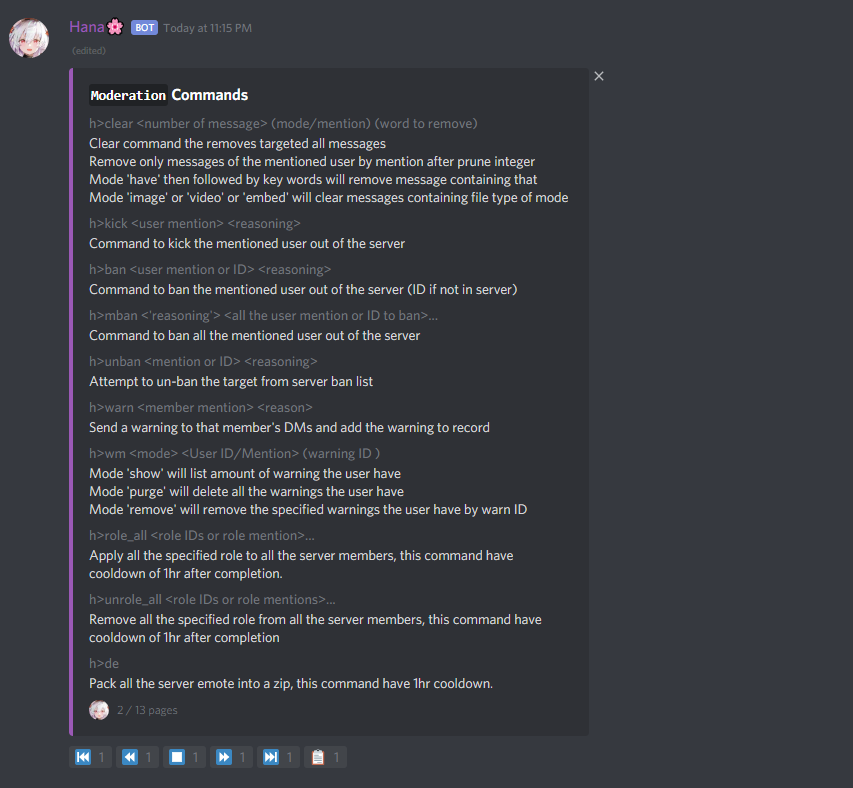 Hana🌸 BOT Today at 11:15 PM
(edited)
Moderation Commands
h>clear <number of message> (mode/mention) (word to remove)
Clear command the removes targeted all messages
Remove only messages of the mentioned user by mention after prune integer
Mode 'have' then followed by key words will remove message containing that
Mode 'image' or 'video' or 'embed' will clear messages containing file type of mode
h>kick <user mention> <reasoning>
Command to kick the mentioned user out of the server
h>ban <user mention or ID> <reasoning>
Command to ban the mentioned user out of the server (ID if not in server)
h>mban <'reasoning'> <all the user mention or ID to ban>...
Command to ban all the mentioned user out of the server
h>unban <mention or ID> <reasoning>
Attempt to un-ban the target from server ban list
h>warn <member mention> <reason>
Send a warning to that member's DMs and add the warning to record
h>wm <mode> <User ID/Mention> (warning ID )
Mode 'show' will list amount of warning the user have
Mode 'purge' will delete all the warnings the user have
Mode 'remove' will remove the specified warnings the user have by warn ID
h>role_all <role IDs or role mention>...
Apply all the specified role to all the server members, this command have
cooldown of 1hr after completion.
h>unrole_all <role IDs or role mentions>...
Remove all the specified role from all the server members, this command have
cooldown of 1hr after completion
h>de
Pack all the server emote into a zip, this command have 1hr cooldown.
2 / 13 pages
1 1 1 1 1 1